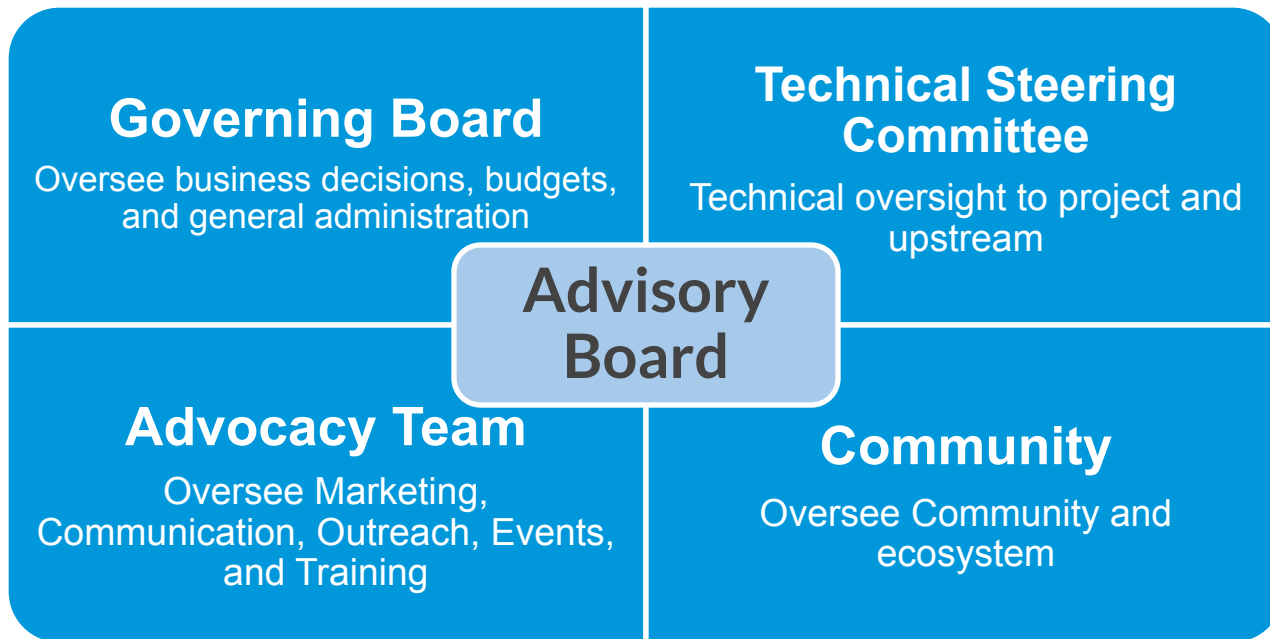 Governing Board
Oversee business decisions, budgets,
and general administration
Technical Steering
Committee
Technical oversight to project and
upstream
Advisory
Board
Advocacy Team
Oversee Marketing,
Communication, Outreach, Events,
and Training
Community
Oversee Community and
ecosystem